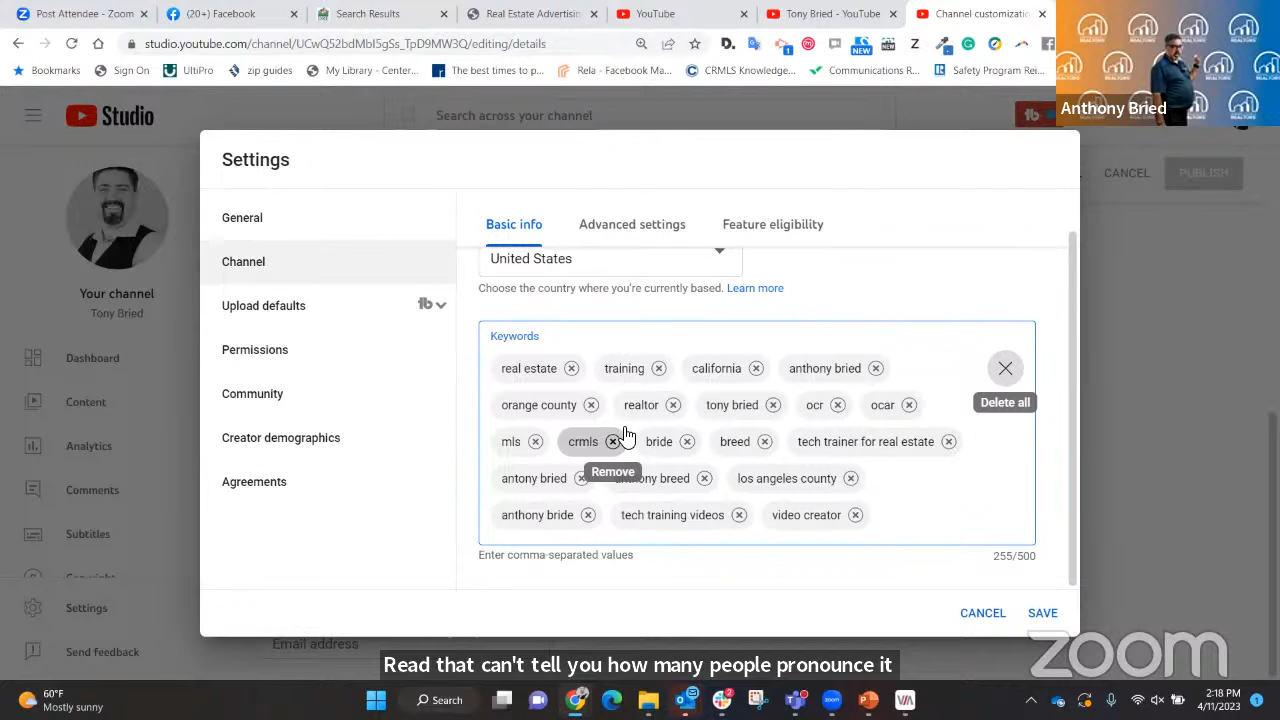 Post Attendee - Zoom
(20+) Facebook
Search Results
Real Estate Advertisin
YouTube
Tony Bried - YouTube
Channel customizatio
studio.youtube.com/channel/
NEW
NEW
Bookmarks
Sign On
UltiPro
zip guides
My Library - Center...
The best times to p...
Rela - Facebook Ma...
CRMLS Knowledge...
Communications R...
Safety Program Rei
Anthony Bried
Studio
Search across your channel
Your channel
Tony Bried
Dashboard
Content
Analytics
Comments
Subtitles
Copyright
Settings
Send feedback
CANCEL
PUBLISH
Settings
General
Channel
Upload defaults
Permissions
Community
Creator demographics
Agreements
Basic info
Advanced settings
Feature eligibility
United States
Choose the country where you're currently based. Learn more
Keywords
real estate training california anthony bried
Delete all
orange county realtor tony bried ocr ocar
mls crmls bride breed tech trainer for real estate
Remove
antony bried breed los angeles county
anthony bride tech training videos video creator
Enter comma-separated values
255/500
CANCEL
SAVE
Email address
Read that can't tell you how many people pronounce it
zoom
60°F
Mostly sunny
Search
2:18 PM
4/11/2023